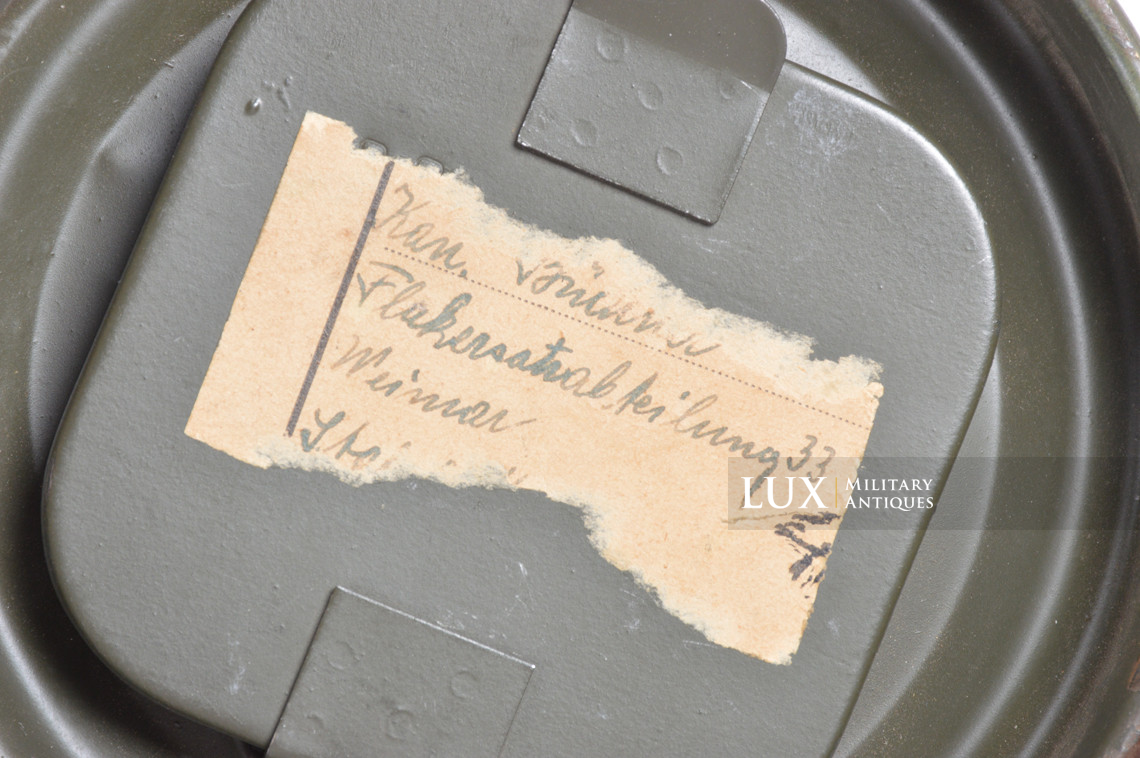 Kan.
Flakersatzabteilung 33
Weimar
LUX MILITARY
ANTIQUES